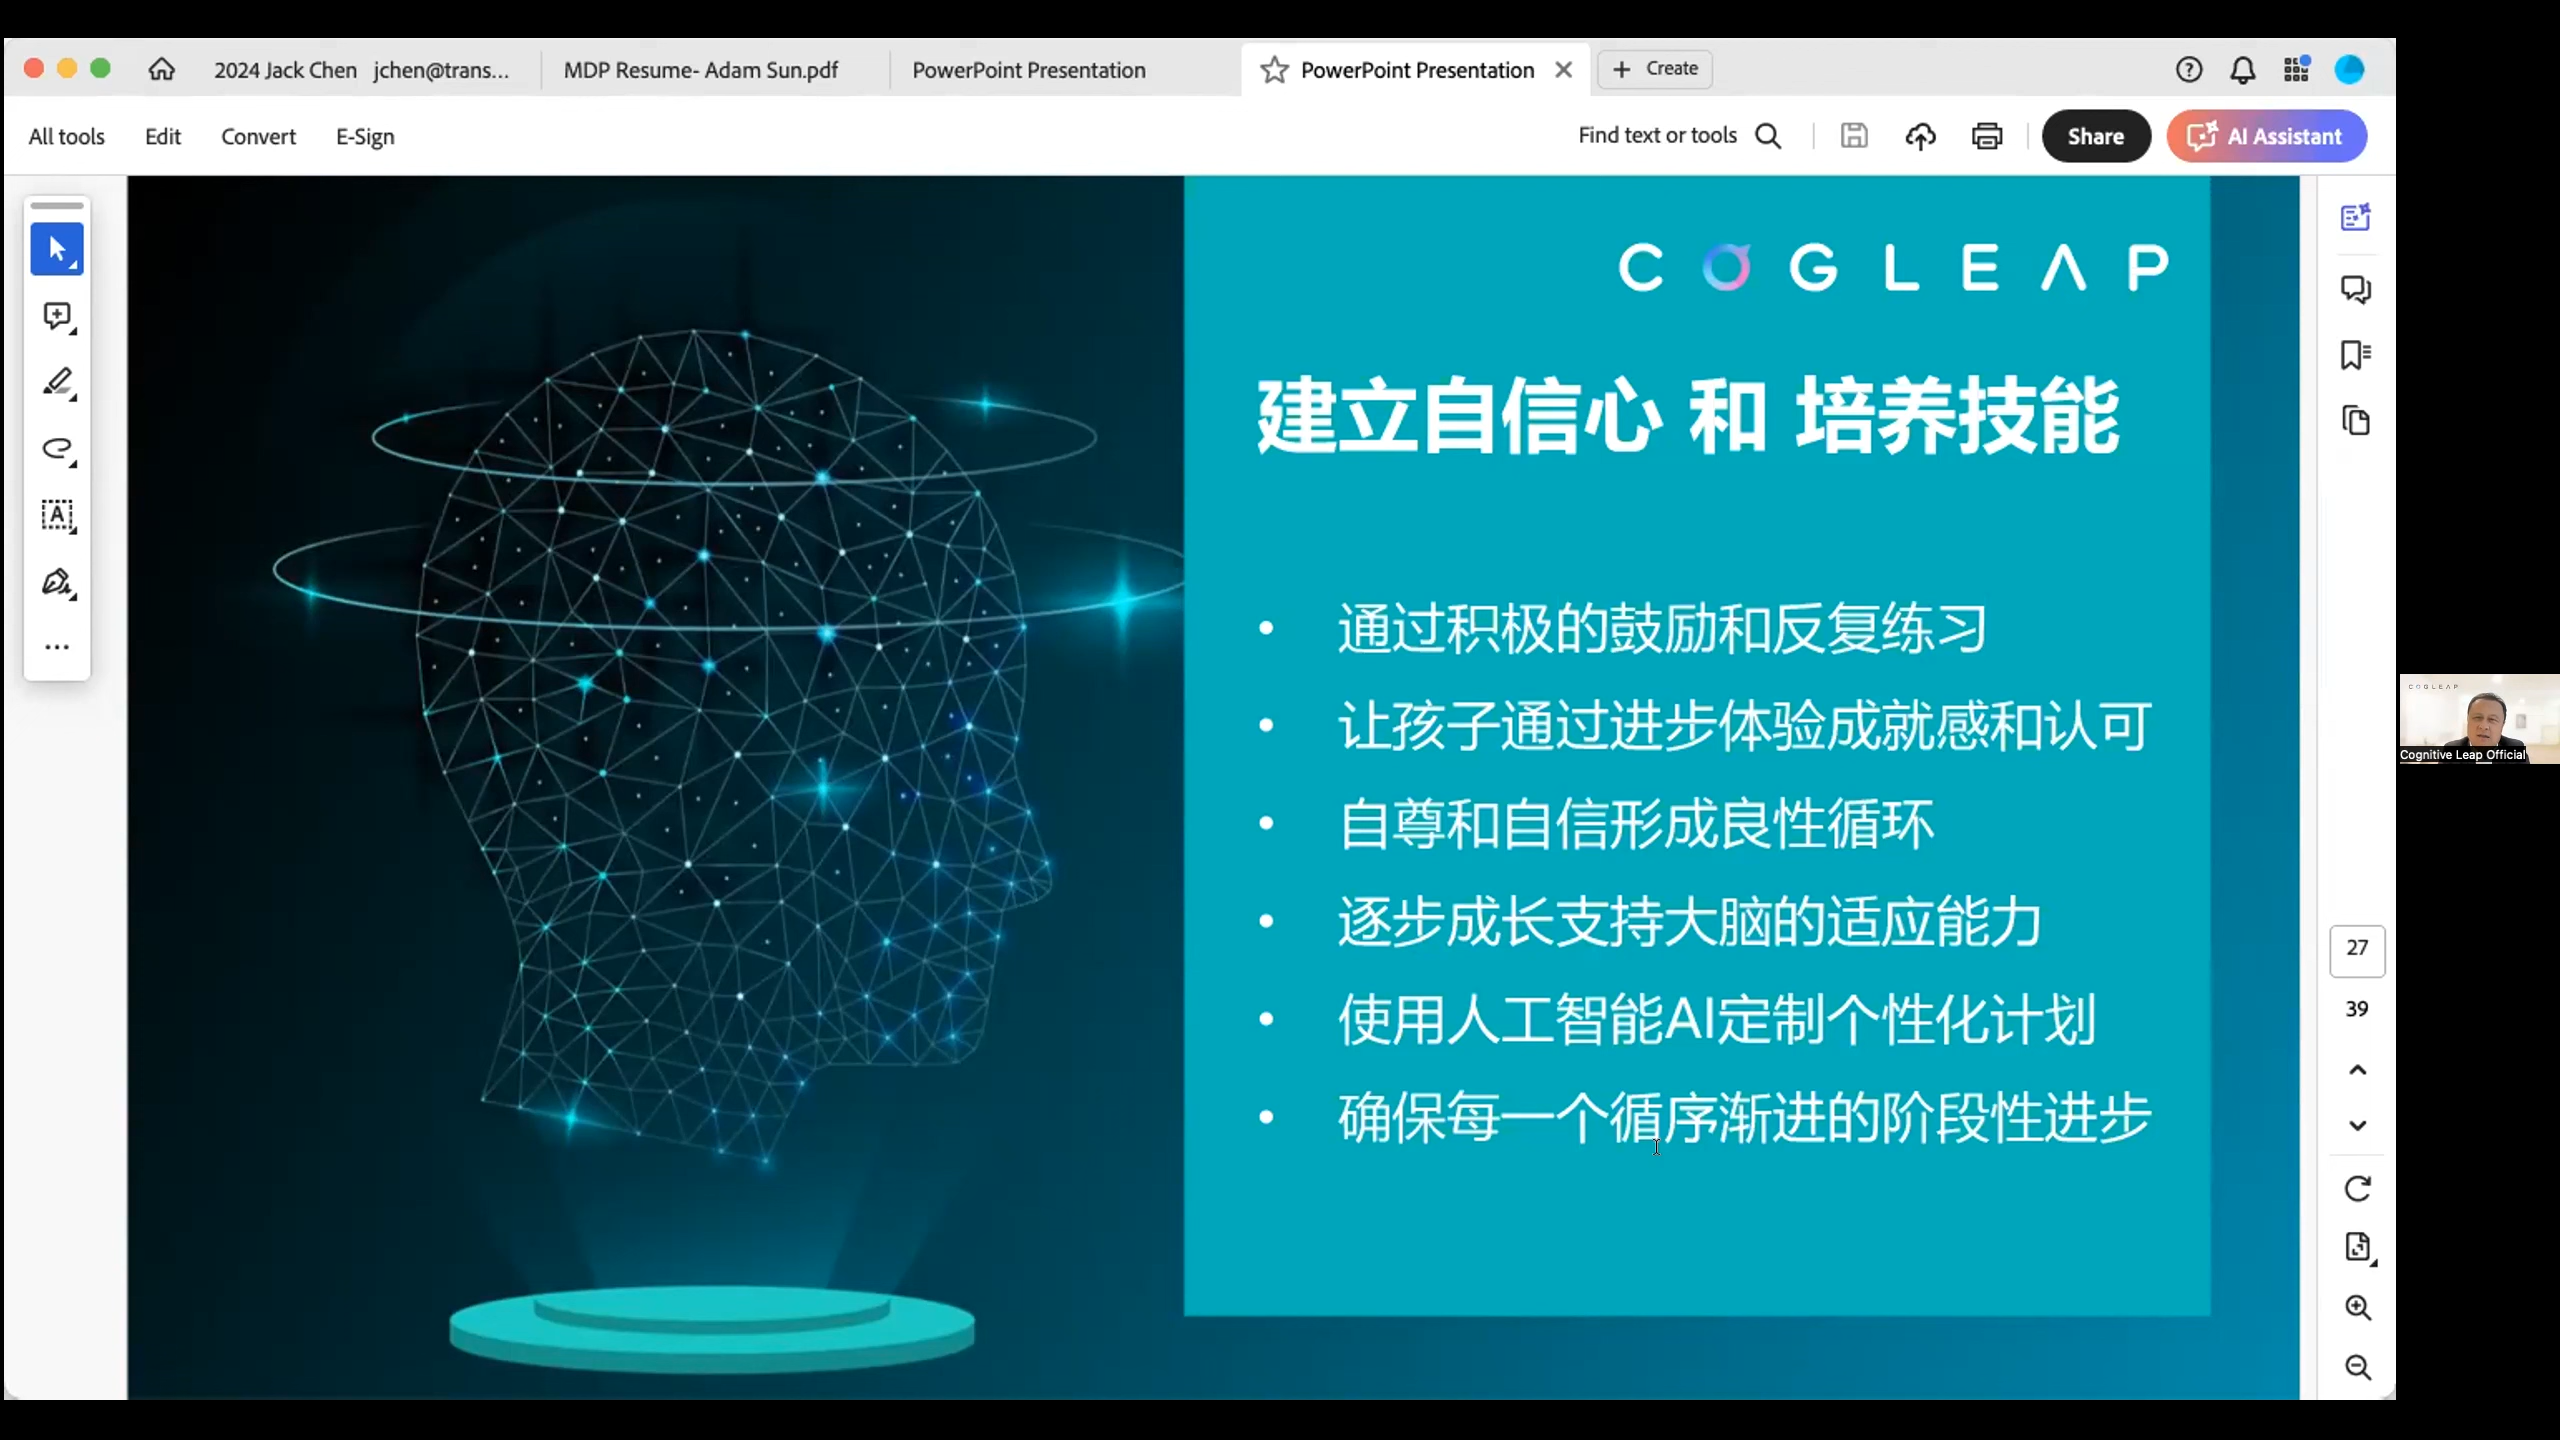 2024 Jack Chen jchen@trans...
MDP Resume- Adam Sun.pdf
PowerPoint Presentation
PowerPoint Presentation
Create
All tools
Edit
Convert
E-Sign
Find text or tools
Share
AI Assistant
COGLEAP
建立自信心 和 培养技能
• 通过积极的鼓励和反复练习
• 让孩子通过进步体验成就感和认可
• 自尊和自信形成良性循环
• 逐步成长支持大脑的适应能力
• 使用人工智能AI定制个性化计划
• 确保每一个循序渐进的阶段性进步
27
39
COGLEAP
Cognitive Leap Official